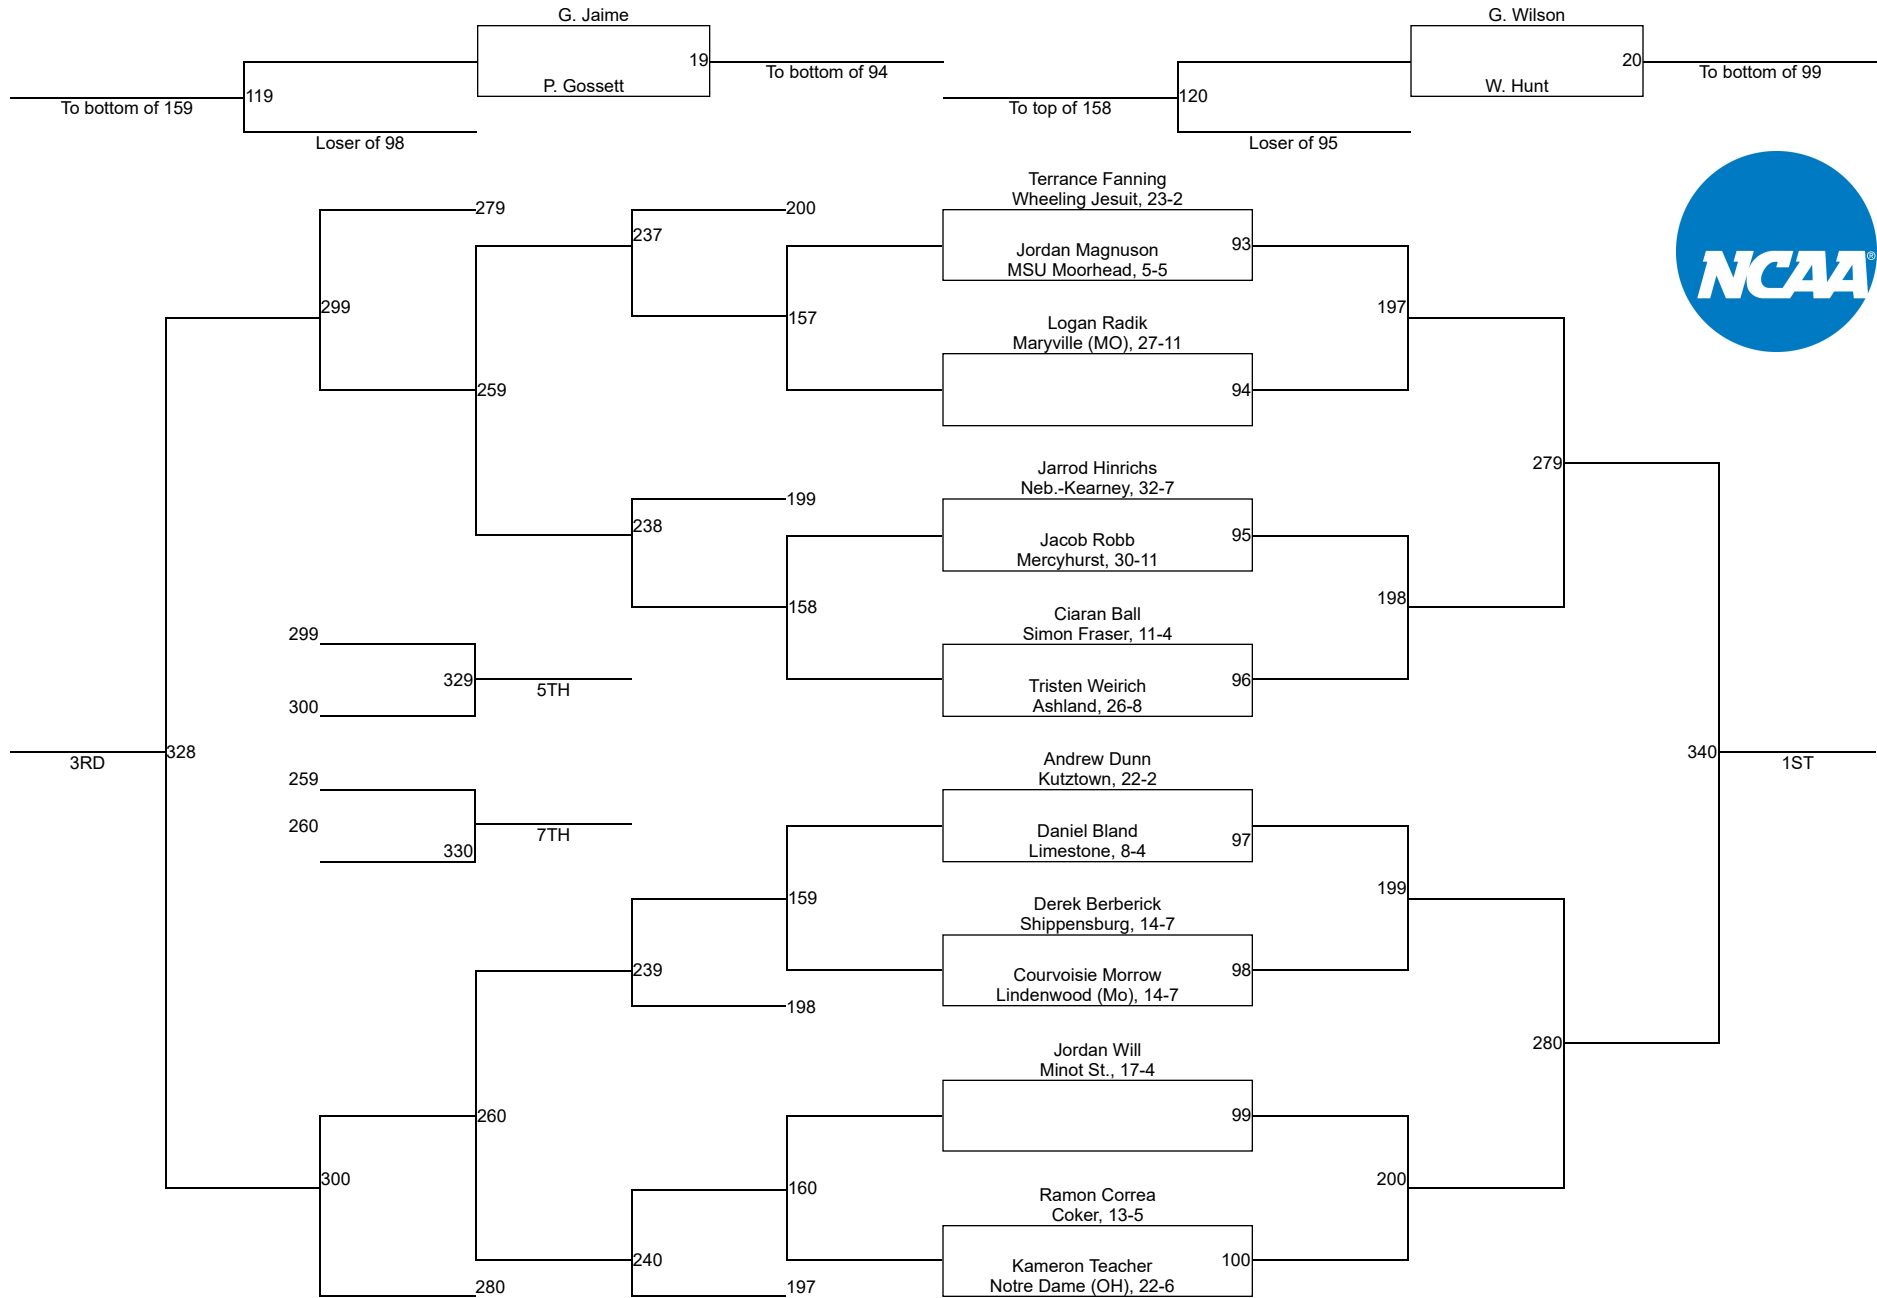 G. Jaime
G. Wilson
19
20
P. Gossett
W. Hunt
To bottom of 94
To bottom of 99
119
120
To bottom of 159
To top of 158
Loser of 98
Loser of 95
Terrance Fanning
Wheeling Jesuit, 23-2
279
200
237
Jordan Magnuson
MSU Moorhead, 5-5
93
NCAA®
299
157
197
Logan Radik
Maryville (MO), 27-11
259
94
279
Jarrod Hinrichs
Neb.-Kearney, 32-7
199
238
Jacob Robb
Mercyhurst, 30-11
95
158
198
Ciaran Ball
Simon Fraser, 11-4
299
329
5TH
300
Tristen Weirich
Ashland, 26-8
96
3RD
328
340
1ST
Andrew Dunn
Kutztown, 22-2
259
260
7TH
330
Daniel Bland
Limestone, 8-4
97
159
199
Derek Berberick
Shippensburg, 14-7
239
Courvoisie Morrow
Lindenwood (Mo), 14-7
98
198
280
Jordan Will
Minot St., 17-4
260
99
300
160
200
Ramon Correa
Coker, 13-5
240
Kameron Teacher
Notre Dame (OH), 22-6
100
280
197